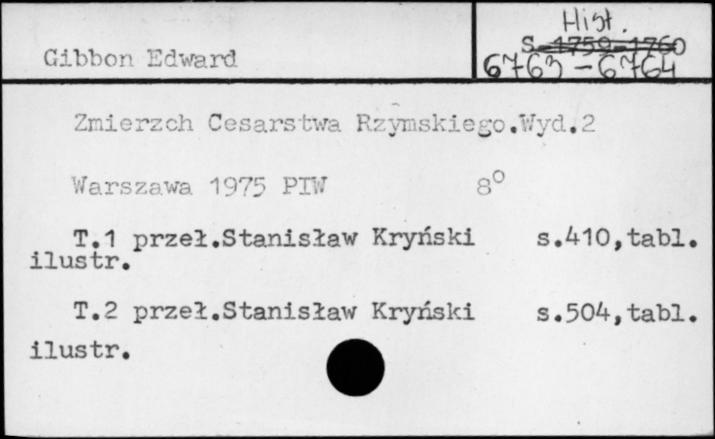 Hist.
Gibbon Edward
S-1759-1760
6763-6764
Zmierzch Cesarstwa Rzymskiego.Wyd.2
Warszawa 1975 PIW 8°
T.1 przeł.Stanisław Kryński s.410,tabl.
ilustr.
T.2 przeł.Stanisław Kryński s.504,tabl.
ilustr.